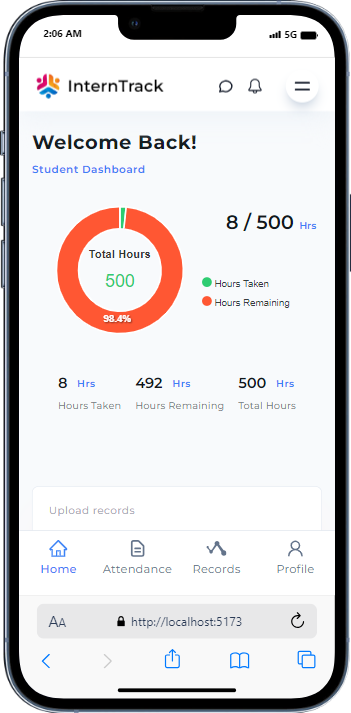 2:06 AM
5G
InternTrack
Welcome Back!
Student Dashboard
8 / 500 Hrs
Total Hours
500
Hours Taken
Hours Remaining
98.4%
8 Hrs
492 Hrs
500 Hrs
Hours Taken
Hours Remaining
Total Hours
Upload records
Home
Attendance
Records
Profile
AA
http://localhost:5173